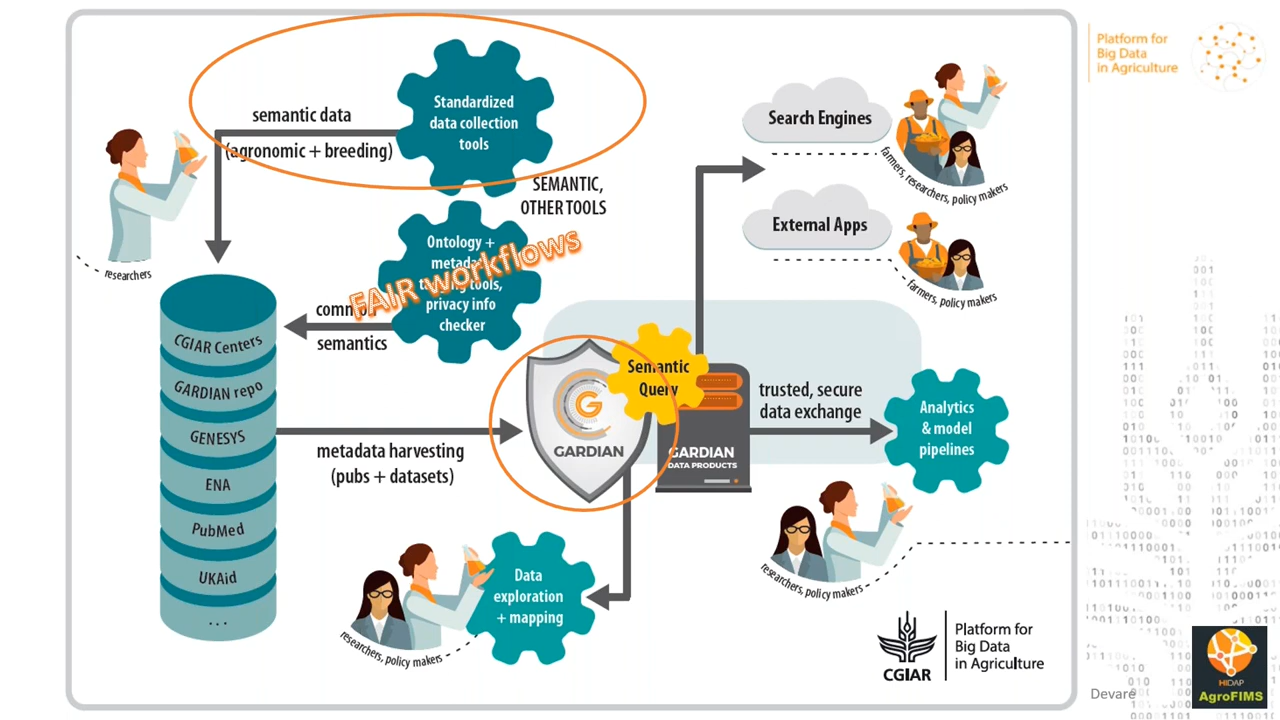 Platform for
Big Data
in Agriculture
semantic data
(agronomic + breeding)
Standardized
data collection
tools
researchers
SEMANTIC,
OTHER TOOLS
Ontology +
tools,
privacy info
checker
FAIR workflows
semantics
Search Engines
farmers, researchers, policy makers
External Apps
farmers, policy makers
CGIAR Centers
GARDIAN repo
GENESYS
ENA
PubMed
UKAid
...
metadata harvesting
(pubs + datasets)
G
GARDIAN
Semantic
Query
GARDIAN
DATA PRODUCTS
trusted, secure
data exchange
Analytics
& model
pipelines
researchers, policy makers
Data
exploration
+ mapping
researchers, policy makers
CGIAR
Platform for
Big Data
in Agriculture
Devare
HIDAP
AgroFIMS